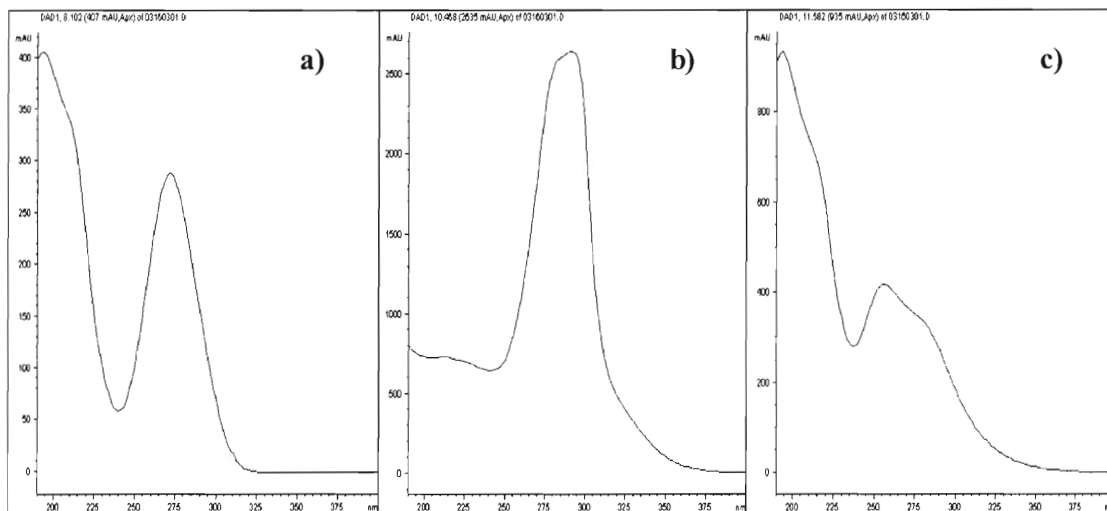 DAD1, 8.102 (407 mAU,Apx) of 03160301.D
mAU
a)
400
350
300
250
200
150
100
50
0
200 225 250 275 300 325 350 375 nm
DAD1, 10.468 (2635 mAU,Apx) of 03160301.D
mAU
b)
2500
2000
1500
1000
500
0
200 225 250 275 300 325 350 375 nm
DAD1, 11.582 (935 mAU,Apx) of 03160301.D
mAU
c)
800
600
400
200
0
200 225 250 275 300 325 350 375 nm